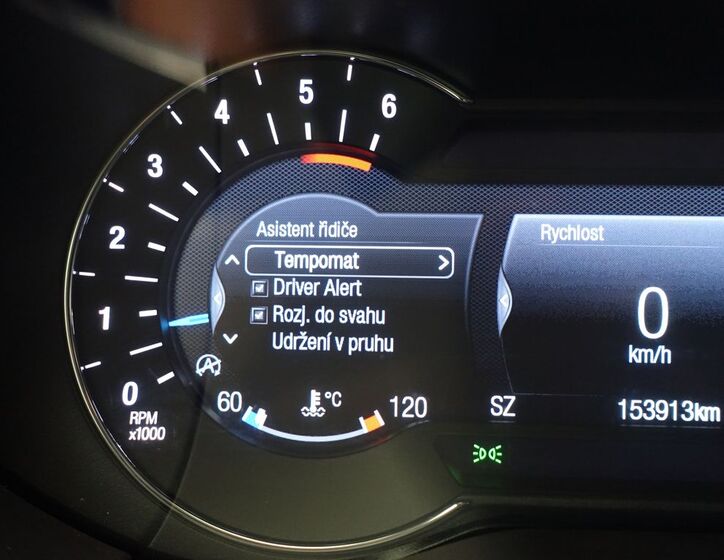 6
5
4
3
2
1
0
RPM
x1000
Asistent řidiče
Tempomat
Driver Alert
Rozj. do svahu
Udržení v pruhu
A
60
°C
120
Rychlost
0
km/h
SZ
153913km